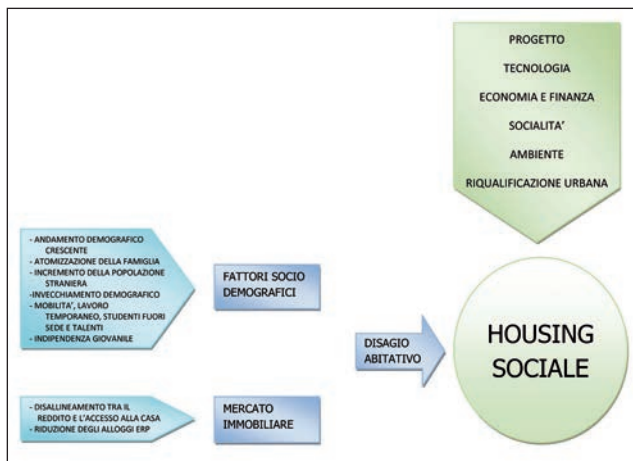 PROGETTO
TECNOLOGIA
ECONOMIA E FINANZA
SOCIALITA'
AMBIENTE
RIQUALIFICAZIONE URBANA
- ANDAMENTO DEMOGRAFICO
CRESCENTE
- ATOMIZZAZIONE DELLA FAMIGLIA
- INCREMENTO DELLA POPOLAZIONE
STRANIERA
-INVECCHIAMENTO DEMOGRAFICO
- MOBILITA', LAVORO
TEMPORANEO, STUDENTI FUORI
SEDE E TALENTI
- INDIPENDENZA GIOVANILE
FATTORI SOCIO
DEMOGRAFICI
DISAGIO
ABITATIVO
HOUSING
SOCIALE
- DISALLINEAMENTO TRA IL
REDDITO E L'ACCESSO ALLA CASA
- RIDUZIONE DEGLI ALLOGGI ERP
MERCATO
IMMOBILIARE